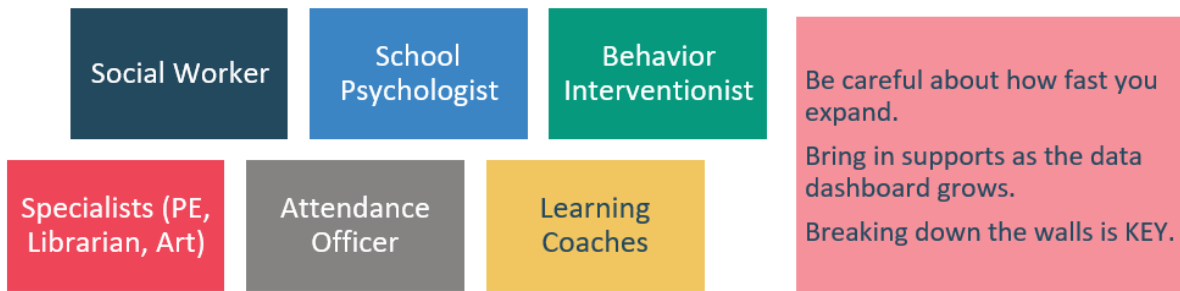 Social Worker
School
Psychologist
Behavior
Interventionist
Specialists (PE,
Librarian, Art)
Attendance
Officer
Learning
Coaches
Be careful about how fast you
expand.
Bring in supports as the data
dashboard grows.
Breaking down the walls is KEY.